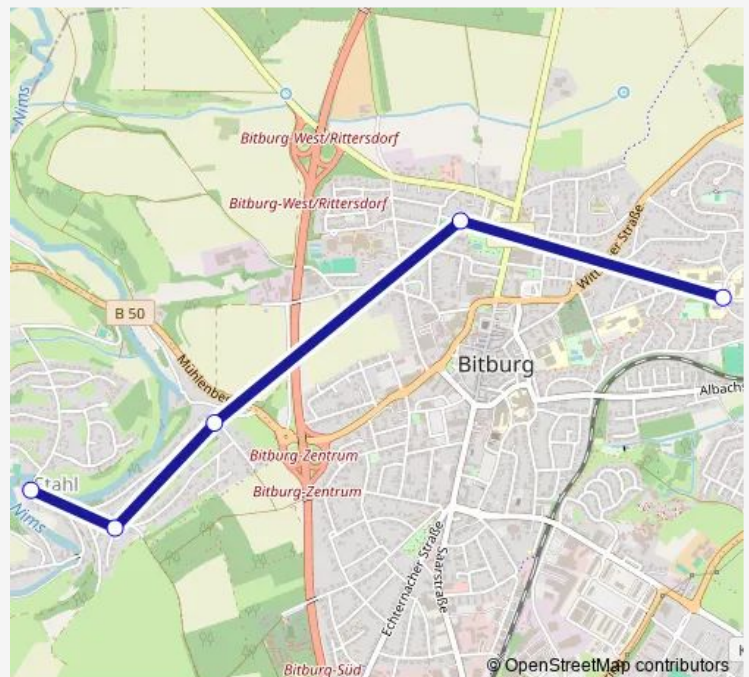 Nims
Bitburg-West/Rittersdorf
Bitburg-West/Rittersdorf
B 50
Mühlenber
Bitburg
Albachs
Bitburg-Zentrum
Bitburg-Zentrum
Stahl
Nims
Echternacher Straße
Saarstraße
Bitburg-Süd
© OpenStreetMap contributors